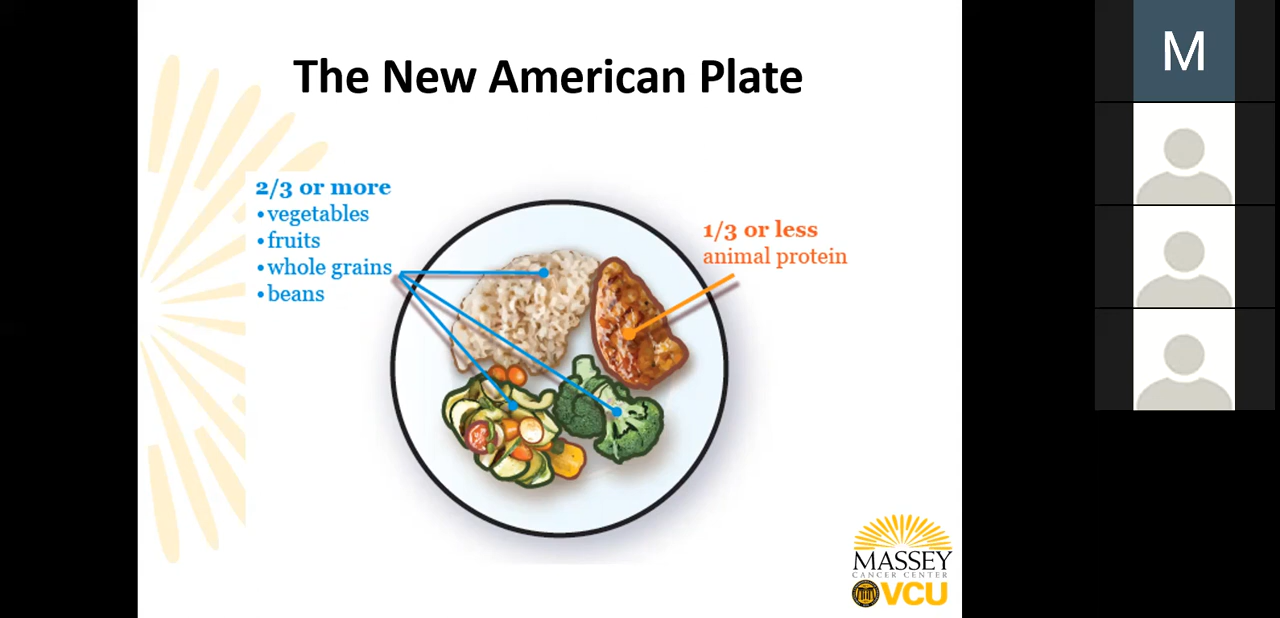 The New American Plate
2/3 or more
•vegetables
•fruits
•whole grains
•beans
1/3 or less
animal protein
M
MASSEY
CANCER CENTER
VCU